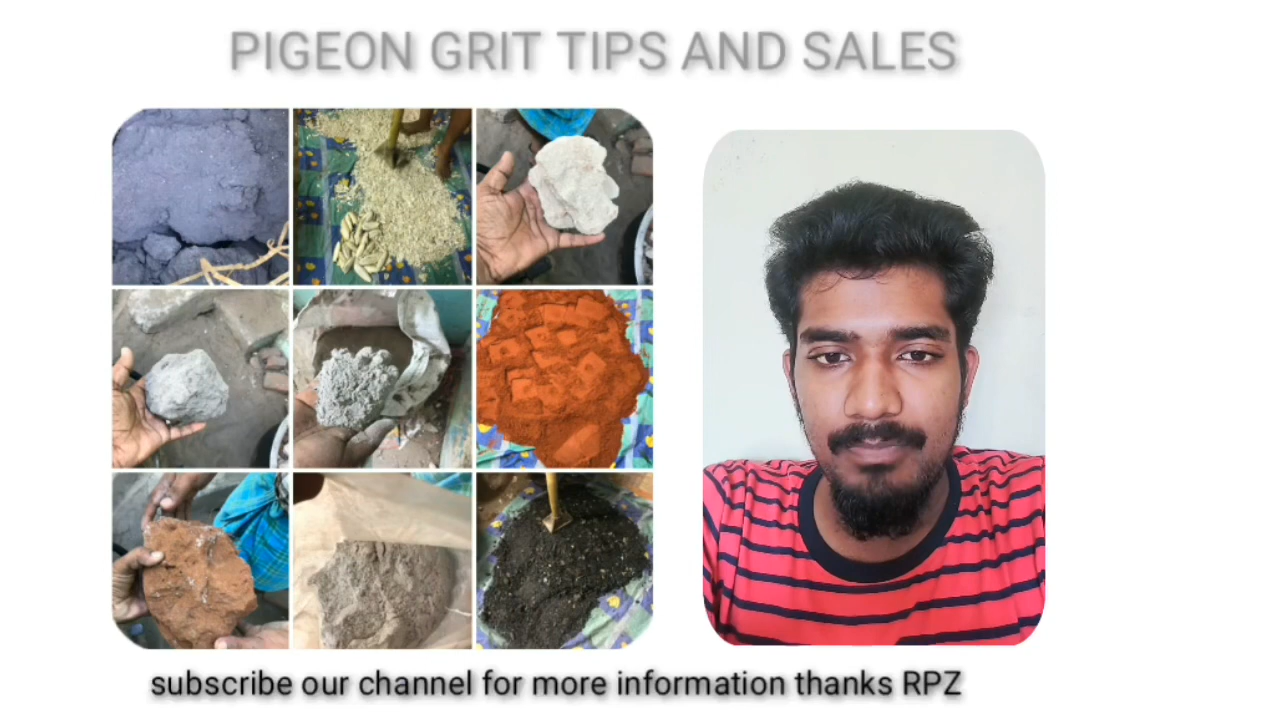 PIGEON GRIT TIPS AND SALES
subscribe our channel for more information thanks RPZ